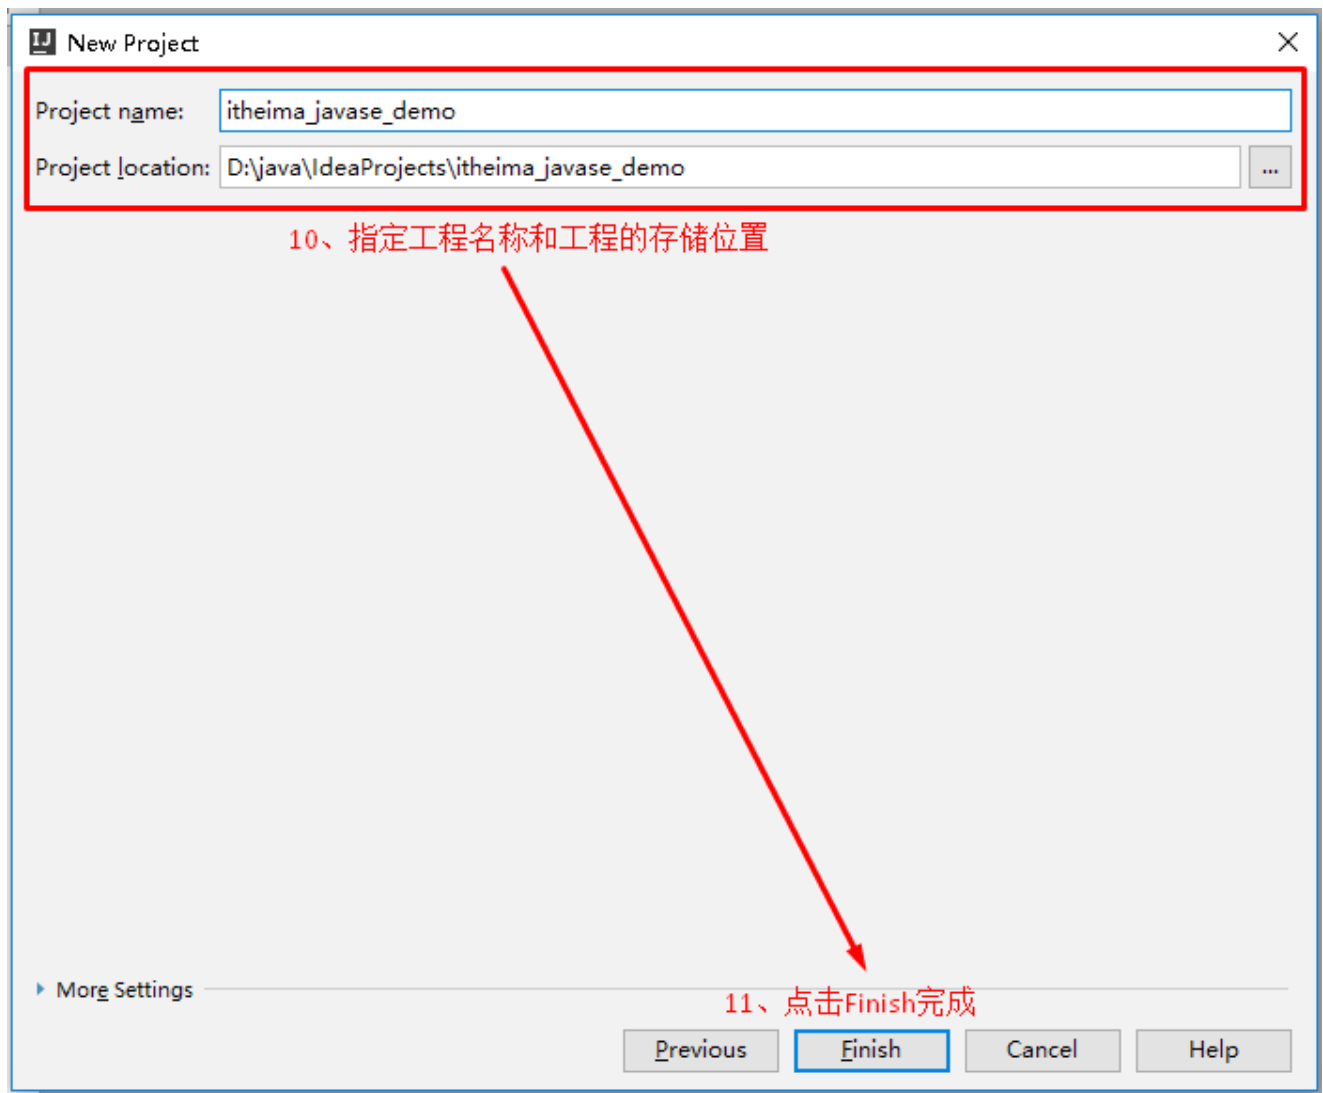 IJ New Project
Project name: itheima_javase_demo
Project location: D:\java\IdeaProjects\itheima_javase_demo ...
10、指定工程名称和工程的存储位置
More Settings
11、点击Finish完成
Previous Finish Cancel Help